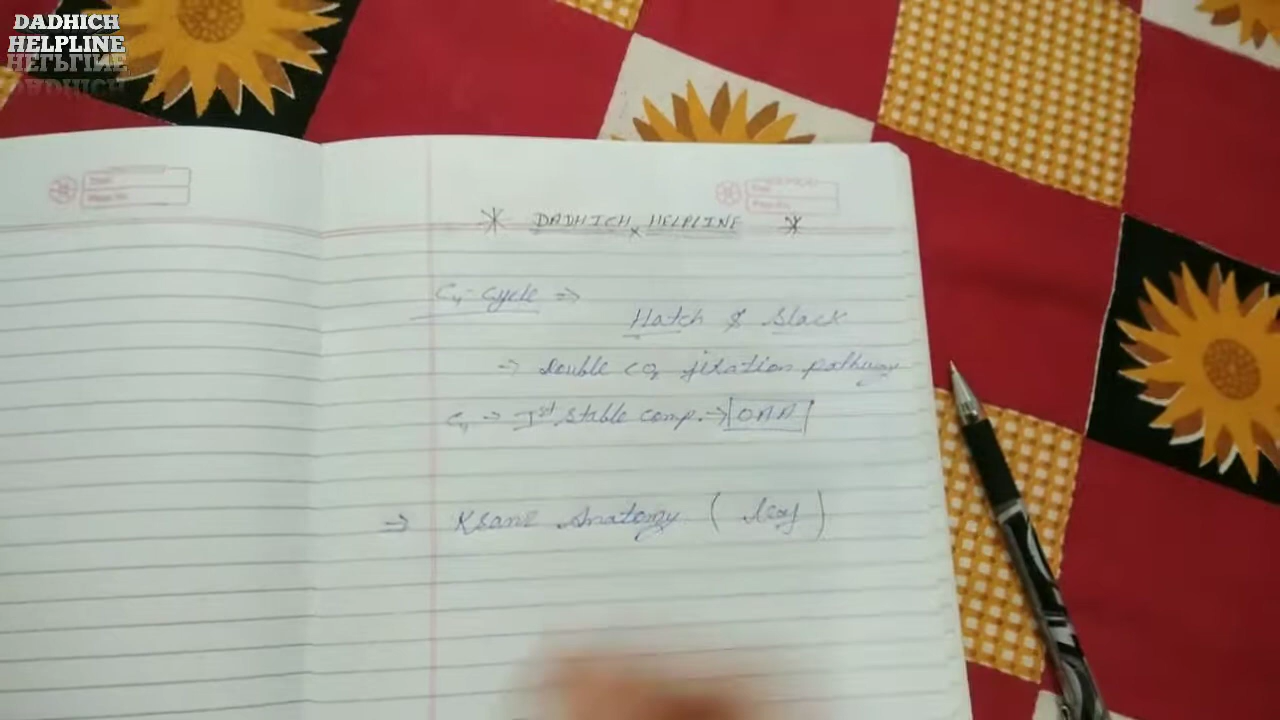 DADHICH
HELPLINE
DADHICH HELPLINE
C4-Cycle ⇒
Hatch & Slack
→ Double CO2 fixation pathway
C4 → Ist Stable comp. → OAA
⇒ Kranz Anatomy ( leaf )